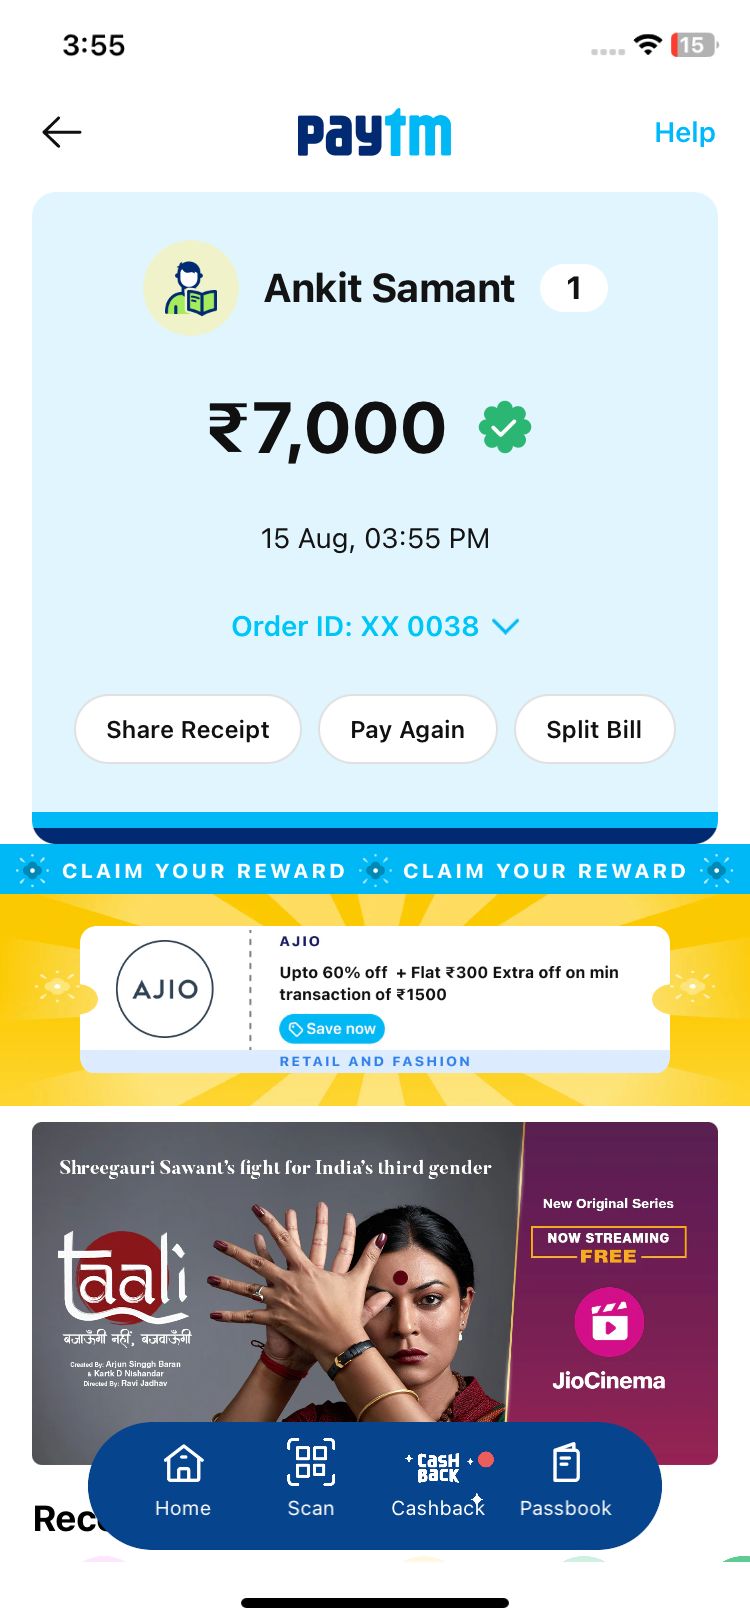 3:55
15
paytm
Help
Ankit Samant
1
₹7,000
15 Aug, 03:55 PM
Order ID: XX 0038
Share Receipt
Pay Again
Split Bill
CLAIM YOUR REWARD
CLAIM YOUR REWARD
AJIO
AJIO
Upto 60% off + Flat ₹300 Extra off on min
transaction of ₹1500
Save now
RETAIL AND FASHION
Shreegauri Sawant's fight for India's third gender
taali
बजाऊँगी नहीं, बजवाऊँगी
Created By: Arjun Singgh Baran
& Kartk D Nishandar
Directed By: Ravi Jadhav
New Original Series
NOW STREAMING
FREE
JioCinema
CASH
BACK
Home
Scan
Cashback
Passbook